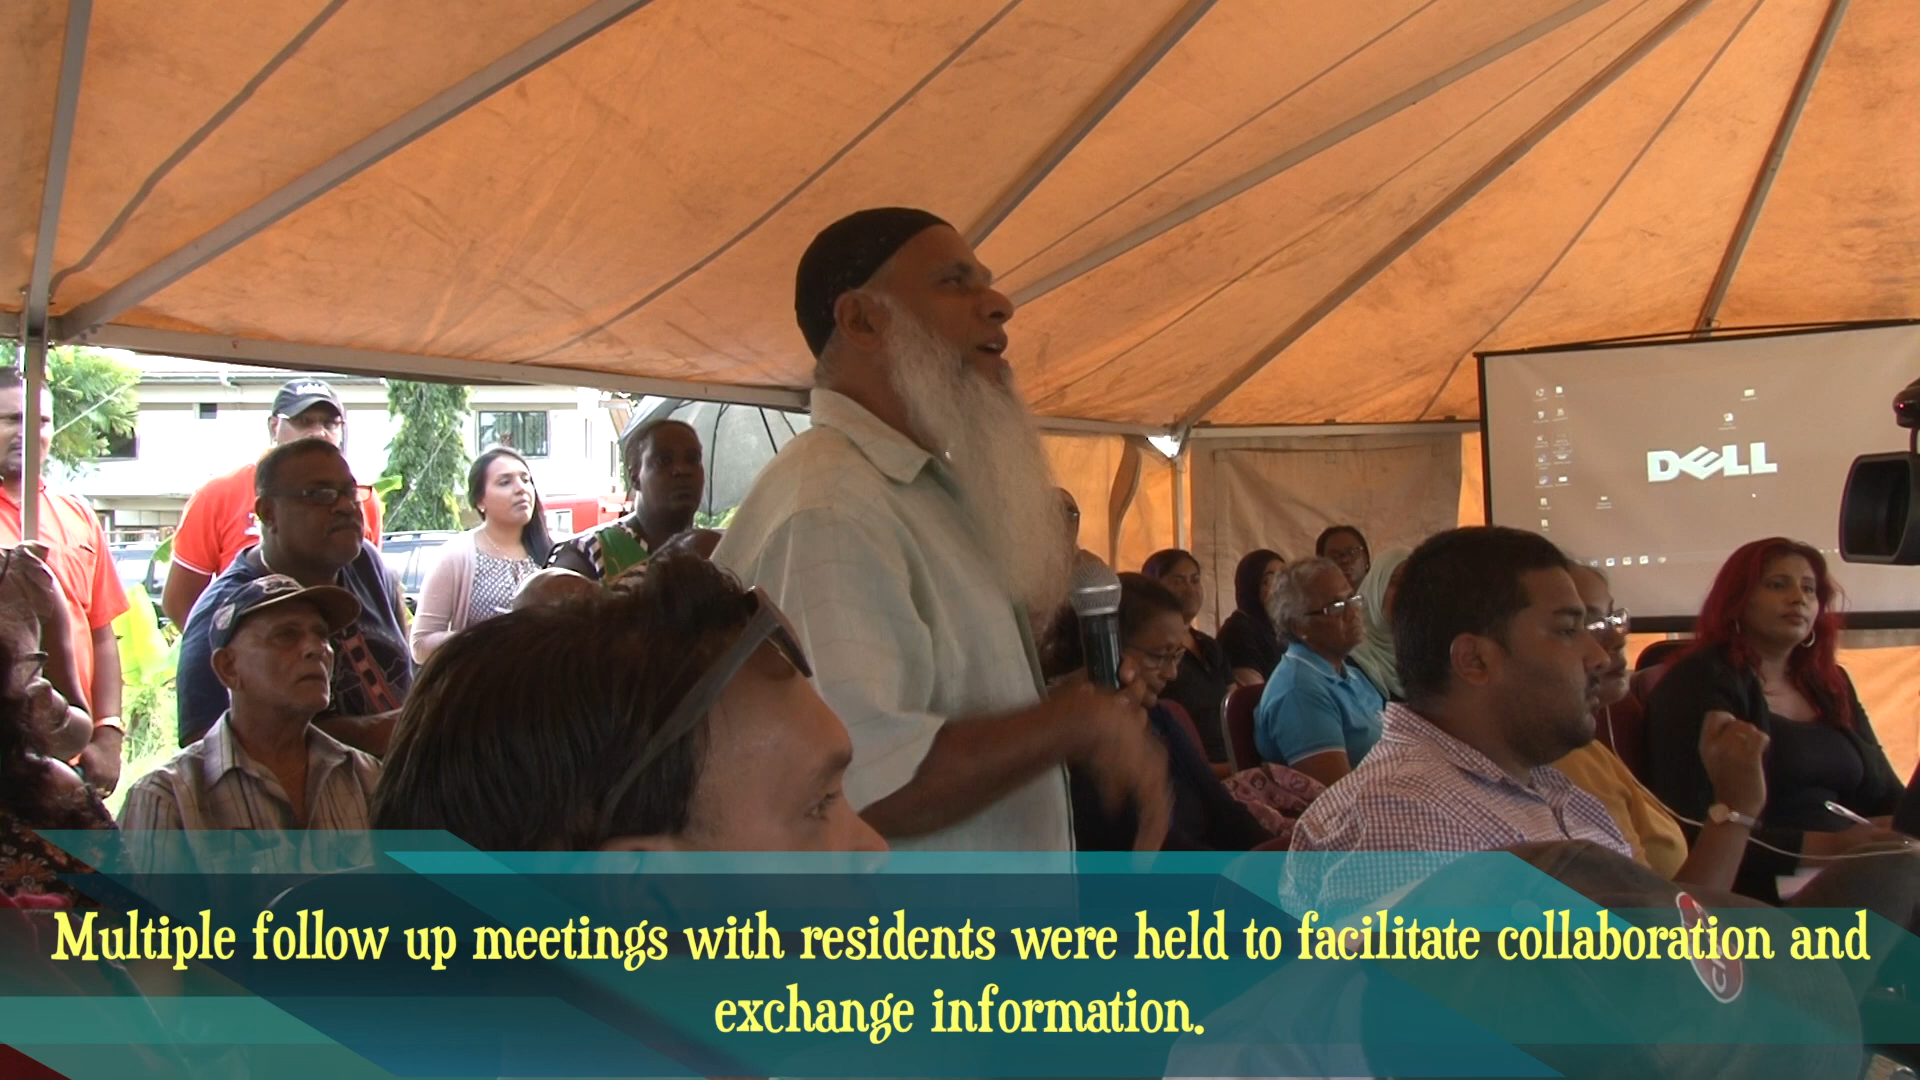 DELL
Multiple follow up meetings with residents were held to facilitate collaboration and
exchange information.